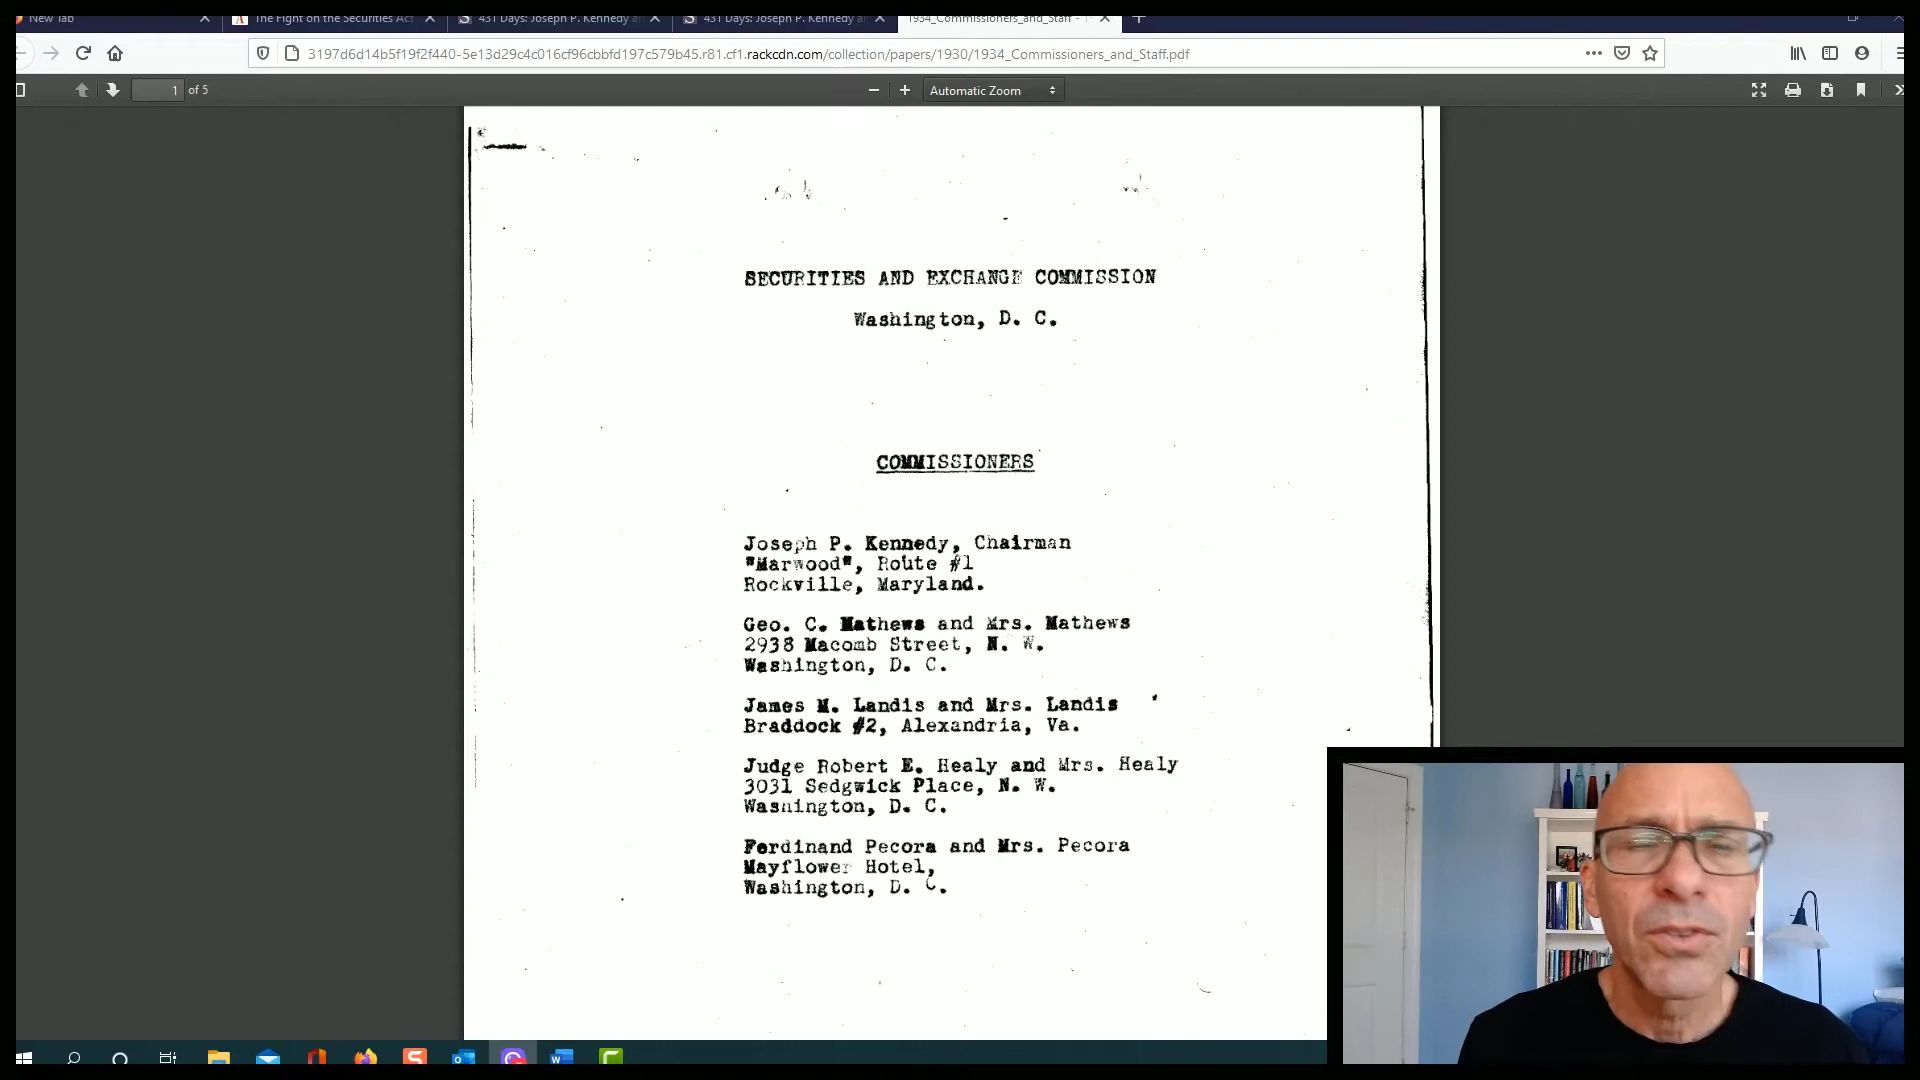 New Tab
The Fight on the Securities Act
431 Days: Joseph P. Kennedy a
431 Days: Joseph P. Kennedy a
1934_Commissioners_and_Staff -
3197d6d14b5f19f2f440-5e13d29c4c016cf96cbbfd197c579b45.r81.cf1.rackcdn.com/collection/papers/1930/1934_Commissioners_and_Staff.pdf
1 of 5
Automatic Zoom
SECURITIES AND EXCHANGE COMMISSION
Washington, D. C.
COMMISSIONERS
Joseph P. Kennedy, Chairman
"Marwood", Route #1
Rockville, Maryland.
Geo. C. Mathews and Mrs. Mathews
2938 Macomb Street, N. W.
Washington, D. C.
James M. Landis and Mrs. Landis
Braddock #2, Alexandria, Va.
Judge Robert E. Healy and Mrs. Healy
3031 Sedgwick Place, N. W.
Washington, D. C.
Ferdinand Pecora and Mrs. Pecora
Mayflower Hotel,
Washington, D. C.